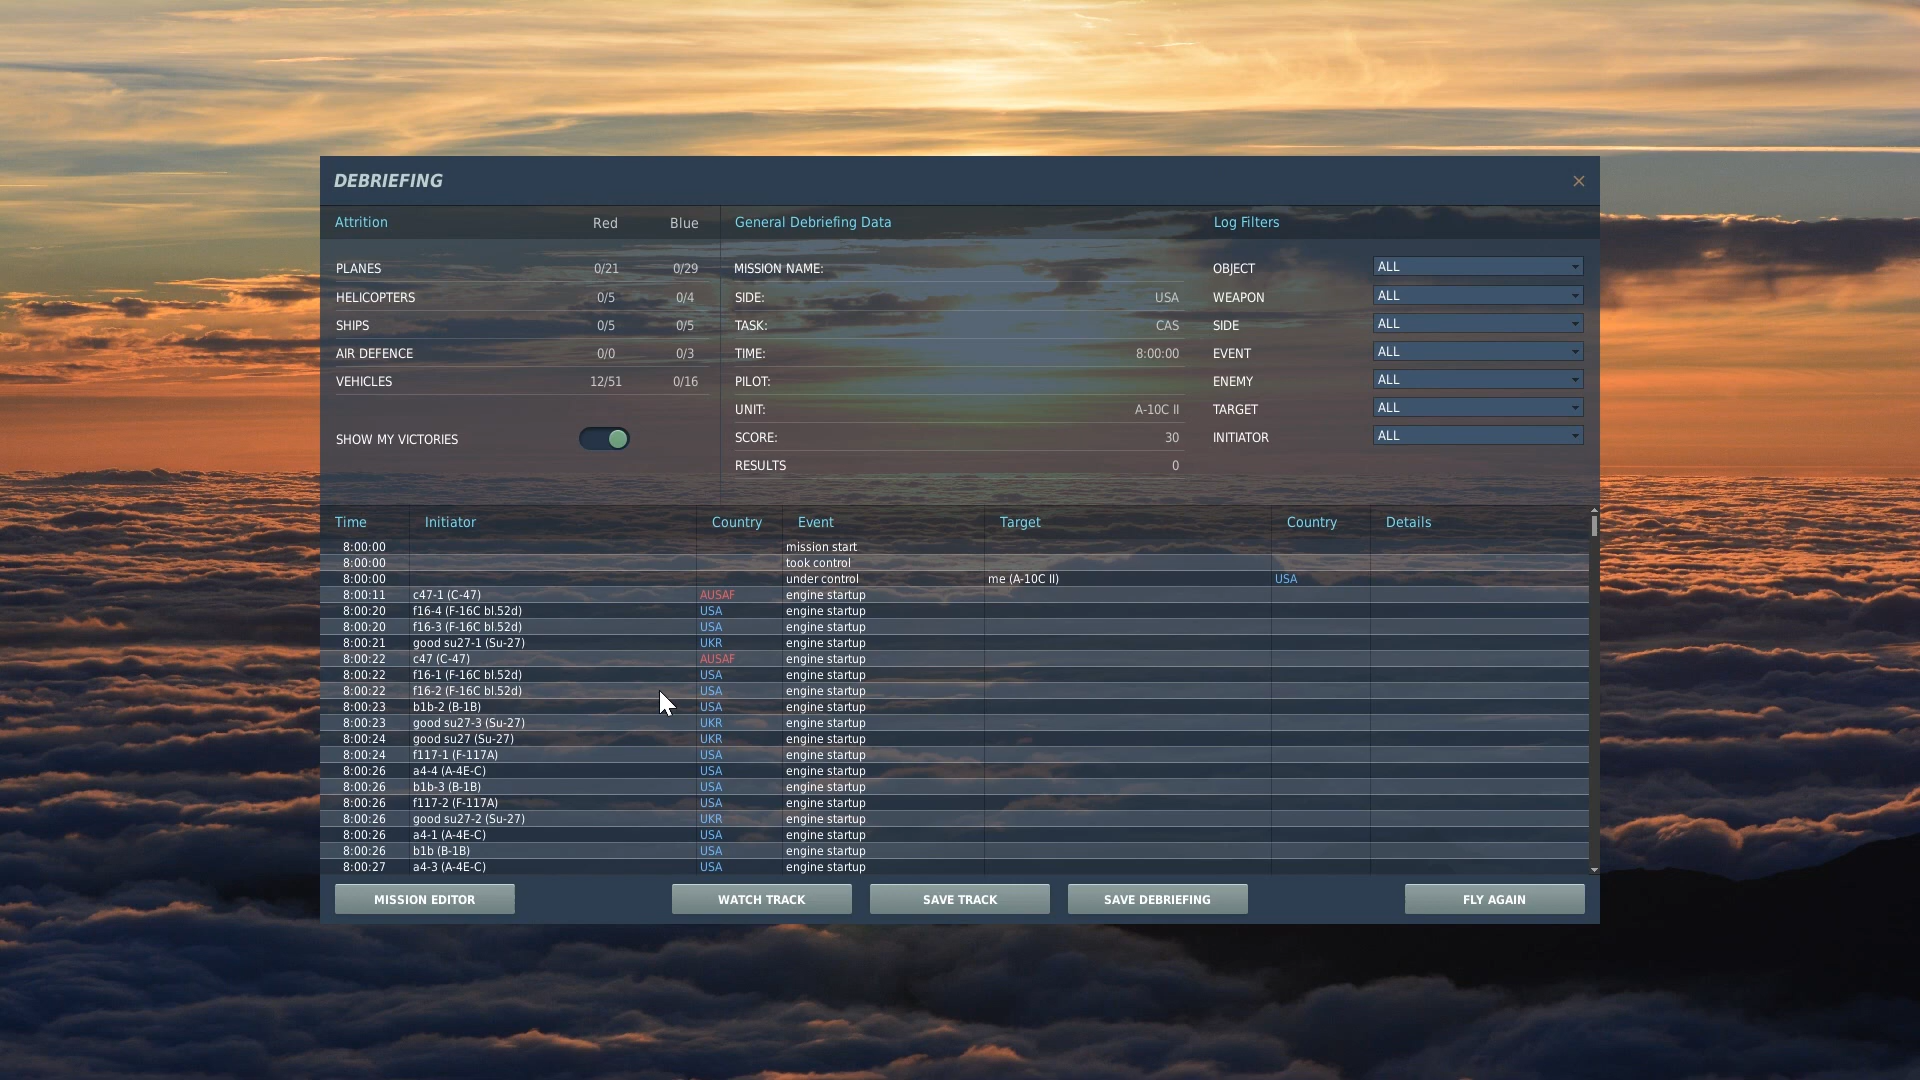 DEBRIEFING
Attrition Red Blue General Debriefing Data Log Filters
PLANES 0/21 0/29 MISSION NAME: OBJECT ALL
HELICOPTERS 0/5 0/4 SIDE: USA WEAPON ALL
SHIPS 0/5 0/5 TASK: CAS SIDE ALL
AIR DEFENCE 0/0 0/3 TIME: 8:00:00 EVENT ALL
VEHICLES 12/51 0/16 PILOT: ENEMY ALL
UNIT: A-10C II TARGET ALL
SHOW MY VICTORIES SCORE: 30 INITIATOR ALL
RESULTS 0
Time Initiator Country Event Target Country Details
8:00:00 mission start
8:00:00 took control
8:00:00 under control me (A-10C II) USA
8:00:11 c47-1 (C-47) AUSAF engine startup
8:00:20 f16-4 (F-16C bl.52d) USA engine startup
8:00:20 f16-3 (F-16C bl.52d) USA engine startup
8:00:21 good su27-1 (Su-27) UKR engine startup
8:00:22 c47 (C-47) AUSAF engine startup
8:00:22 f16-1 (F-16C bl.52d) USA engine startup
8:00:22 f16-2 (F-16C bl.52d) USA engine startup
8:00:23 b1b-2 (B-1B) USA engine startup
8:00:23 good su27-3 (Su-27) UKR engine startup
8:00:24 good su27 (Su-27) UKR engine startup
8:00:24 f117-1 (F-117A) USA engine startup
8:00:26 a4-4 (A-4E-C) USA engine startup
8:00:26 b1b-3 (B-1B) USA engine startup
8:00:26 f117-2 (F-117A) USA engine startup
8:00:26 good su27-2 (Su-27) UKR engine startup
8:00:26 a4-1 (A-4E-C) USA engine startup
8:00:26 b1b (B-1B) USA engine startup
8:00:27 a4-3 (A-4E-C) USA engine startup
MISSION EDITOR WATCH TRACK SAVE TRACK SAVE DEBRIEFING FLY AGAIN